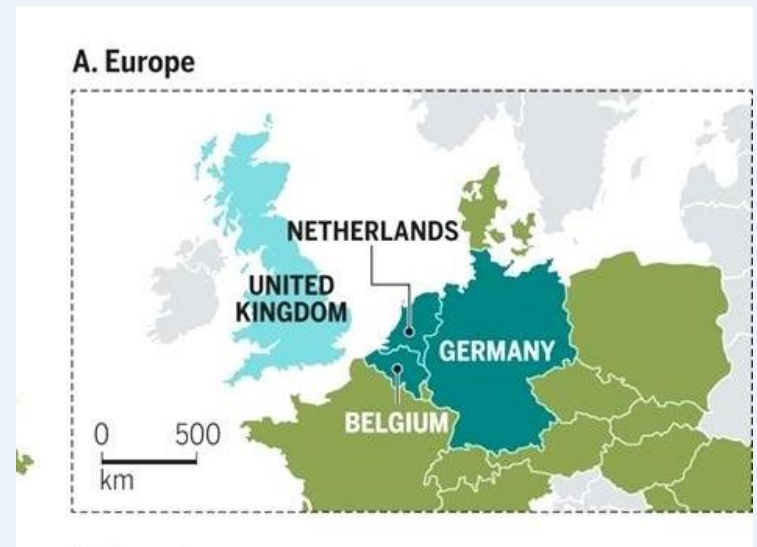 A. Europe
NETHERLANDS
UNITED
KINGDOM
GERMANY
BELGIUM
0 500
km